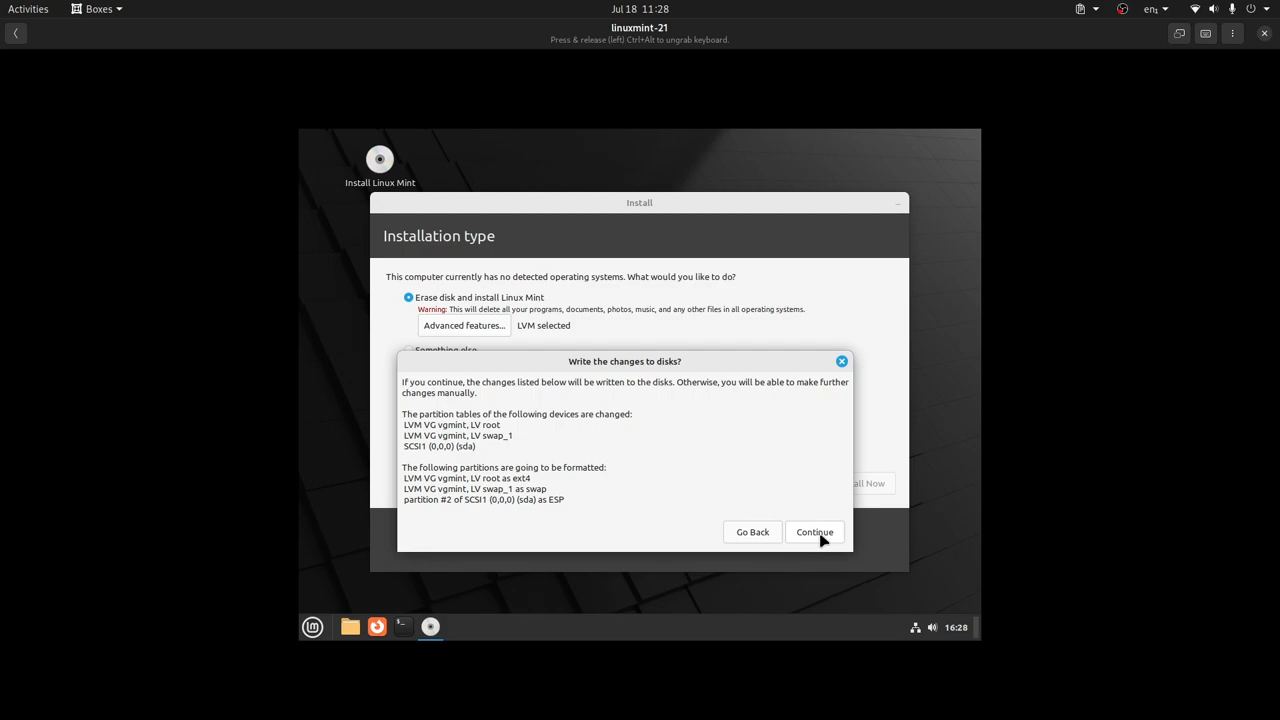 Activities
Boxes
Jul 18 11:28
en₁
linuxmint-21
Press & release (left) Ctrl+Alt to ungrab keyboard.
Install Linux Mint
Install
Installation type
This computer currently has no detected operating systems. What would you like to do?
Erase disk and install Linux Mint
Warning: This will delete all your programs, documents, photos, music, and any other files in all operating systems.
Advanced features...
LVM selected
Something else
Write the changes to disks?
If you continue, the changes listed below will be written to the disks. Otherwise, you will be able to make further
changes manually.
The partition tables of the following devices are changed:
LVM VG vgmint, LV root
LVM VG vgmint, LV swap_1
SCSI1 (0,0,0) (sda)
The following partitions are going to be formatted:
LVM VG vgmint, LV root as ext4
LVM VG vgmint, LV swap_1 as swap
partition #2 of SCSI1 (0,0,0) (sda) as ESP
all Now
Go Back
Continue
16:28